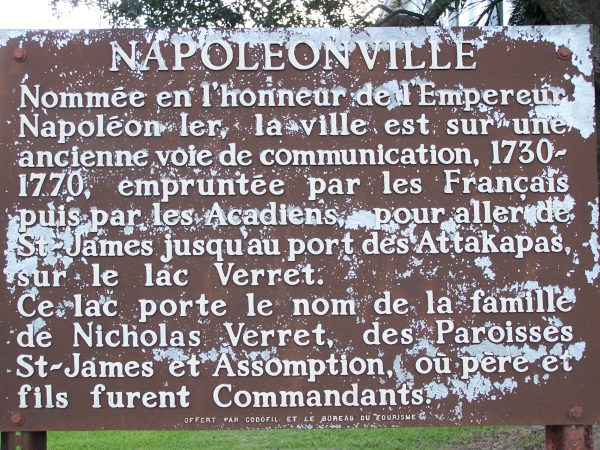 NAPOLEONVILLE
Nommée en l'honneur de l'Empereur
Napoléon Ier, la ville est sur une
ancienne voie de communication, 1730-
1770, empruntée par les Français
puis par les Acadiens, pour aller de
St-James jusqu'au port des Attakapas,
sur le lac Verret.
Ce lac porte le nom de la famille
de Nicholas Verret, des Paroisses
St-James et Assomption, où père et
fils furent Commandants.
OFFERT PAR CODOFIL ET LE BUREAU DU TOURISME